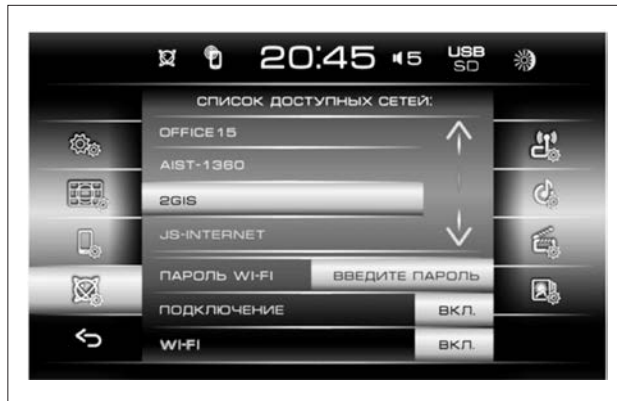 20:45 5 USB
SD
СПИСОК ДОСТУПНЫХ СЕТЕЙ:
OFFICE15
AIST-1360
2GIS
JS-INTERNET
ПАРОЛЬ WI-FI ВВЕДИТЕ ПАРОЛЬ
ПОДКЛЮЧЕНИЕ ВКЛ.
WI-FI ВКЛ.